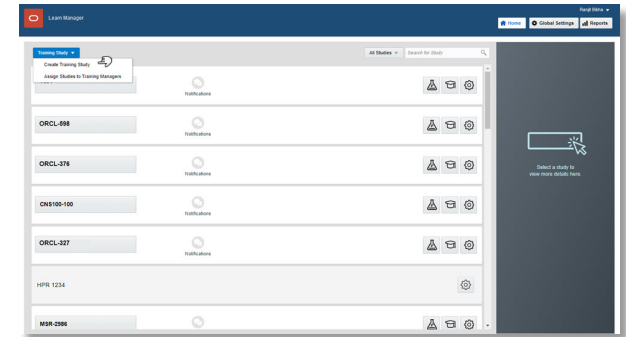 Learn Manager
Ranjit Bikha
Home
Global Settings
Reports
Training Study
All Studies
Search for Study
Create Training Study
Assign Studies to Training Managers
Notifications
ORCL-598
Notifications
ORCL-376
Notifications
CNS100-100
Notifications
ORCL-327
Notifications
HPR 1234
MSR-2986
Select a study to
view more details here.